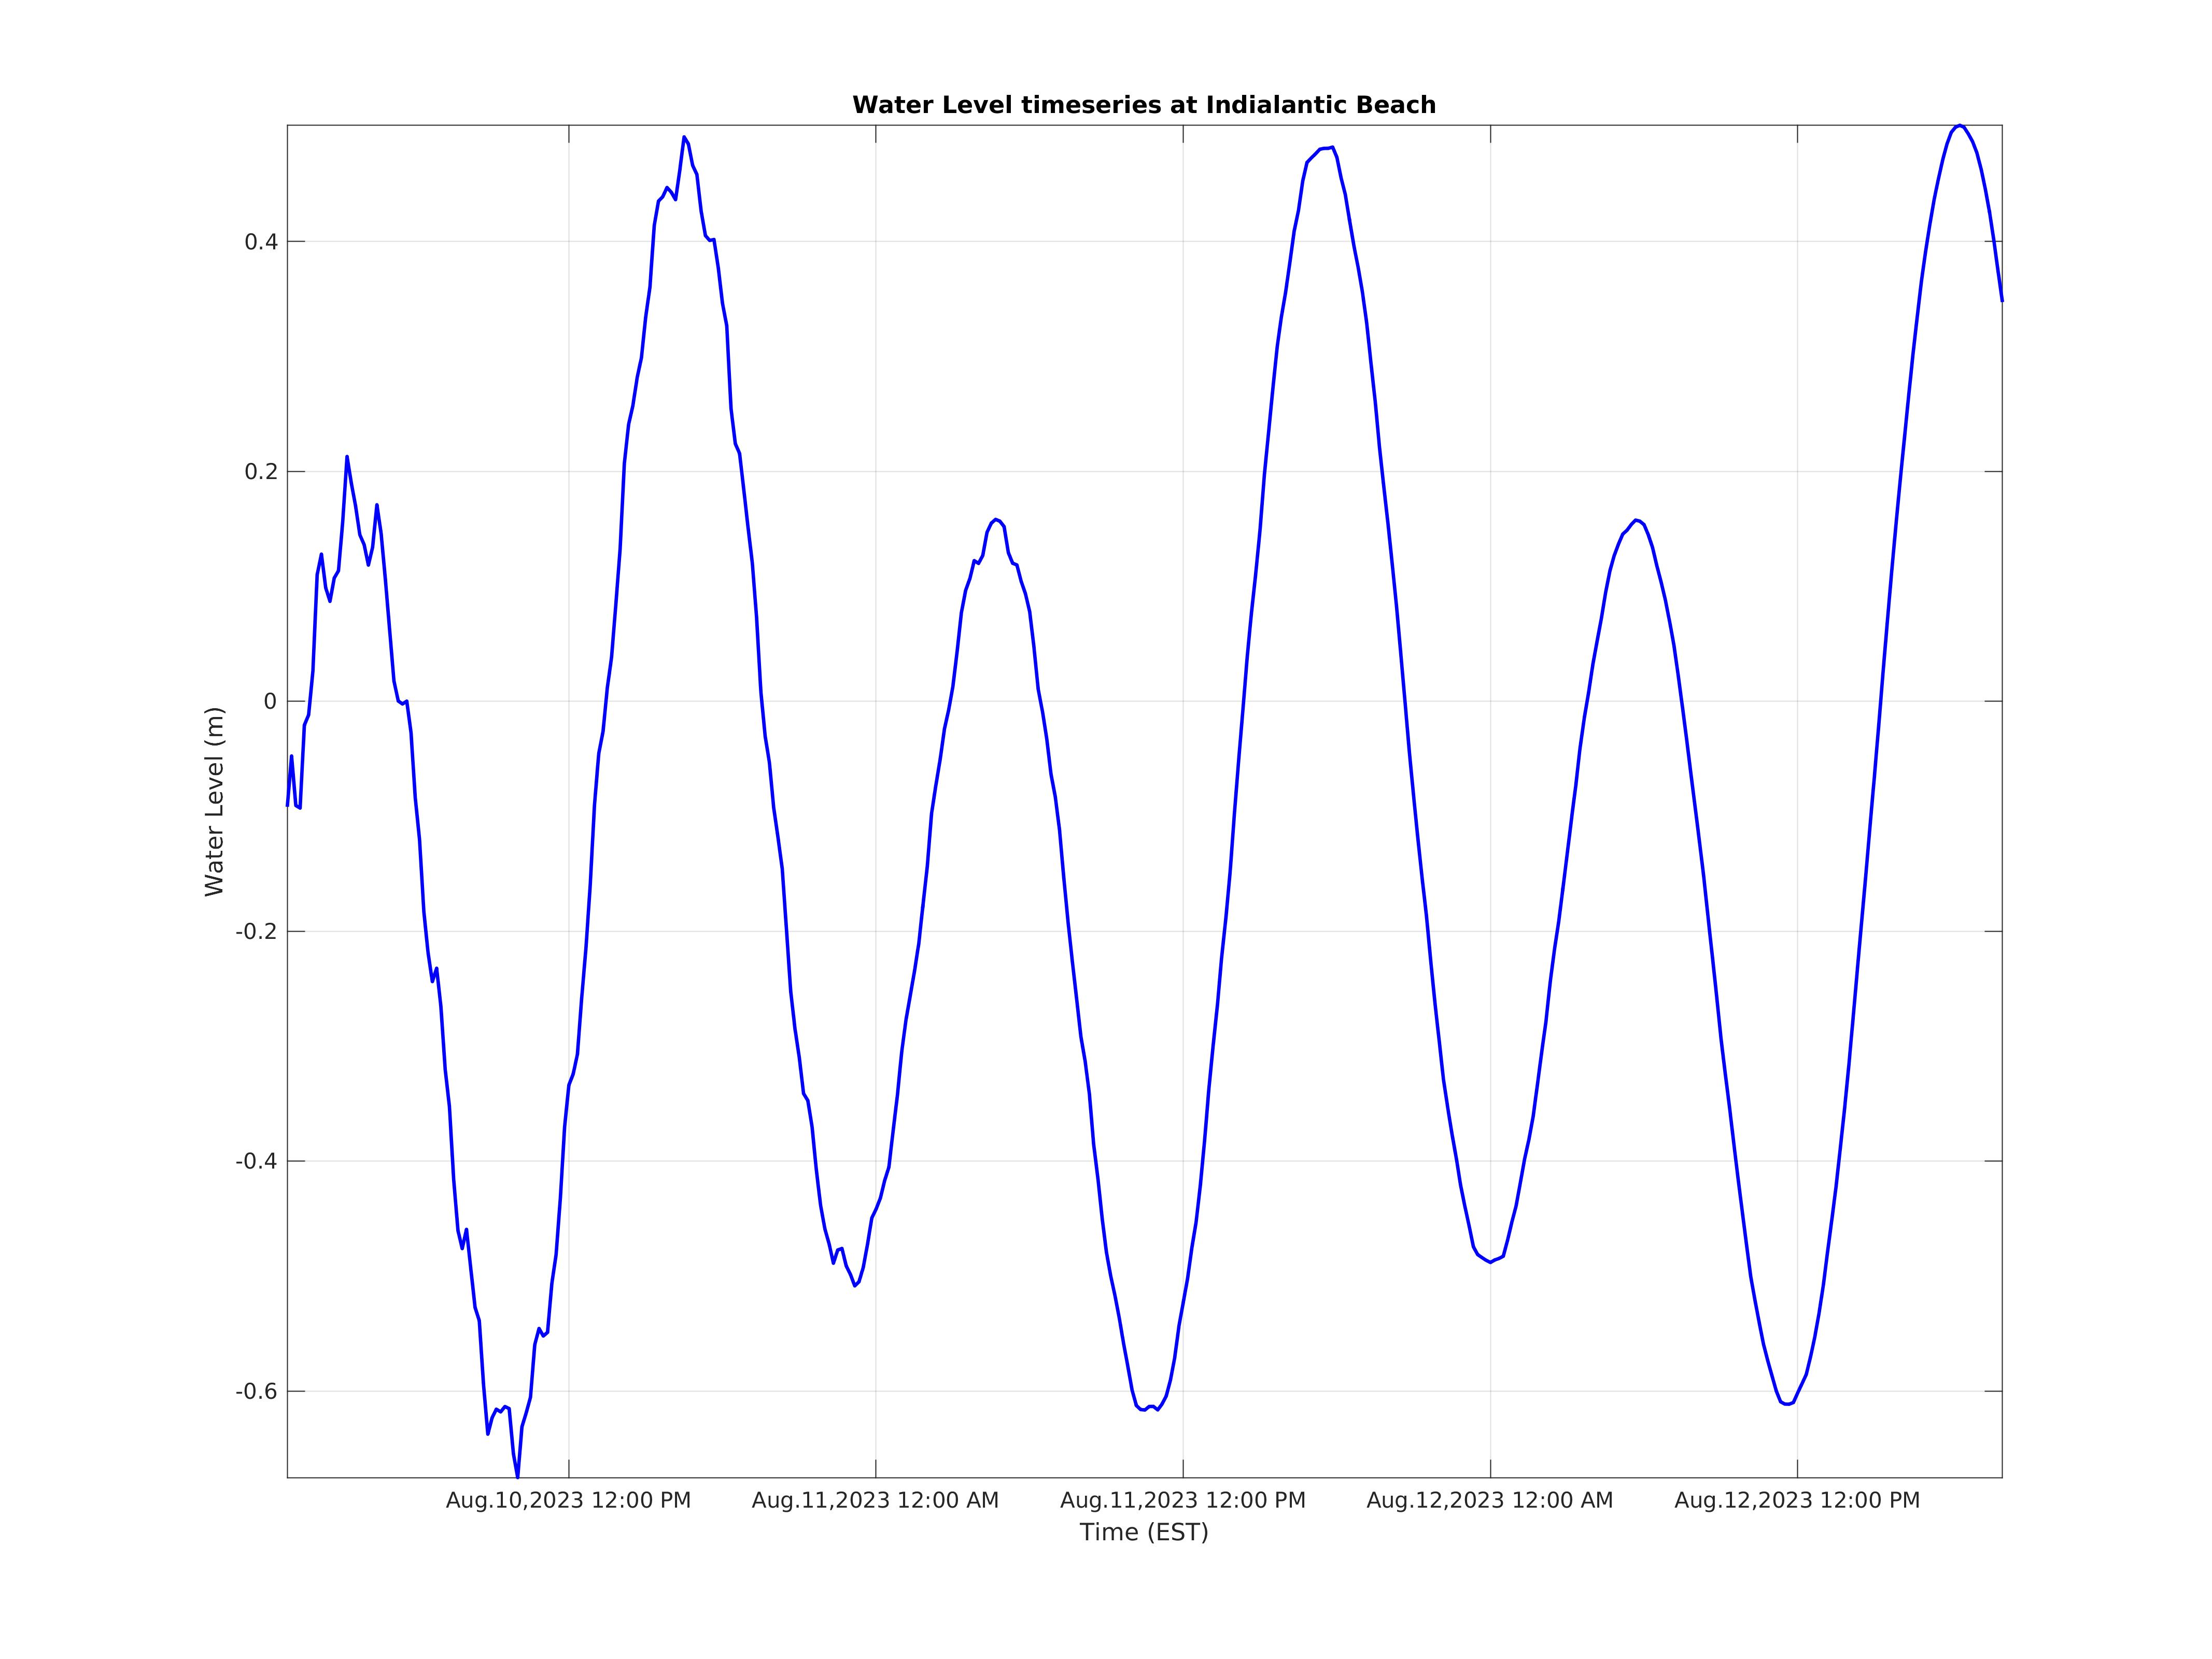 Water Level timeseries at Indialantic Beach
0.4
0.2
0
-0.2
-0.4
-0.6
Water Level (m)
Aug.10,2023 12:00 PM Aug.11,2023 12:00 AM Aug.11,2023 12:00 PM Aug.12,2023 12:00 AM Aug.12,2023 12:00 PM
Time (EST)